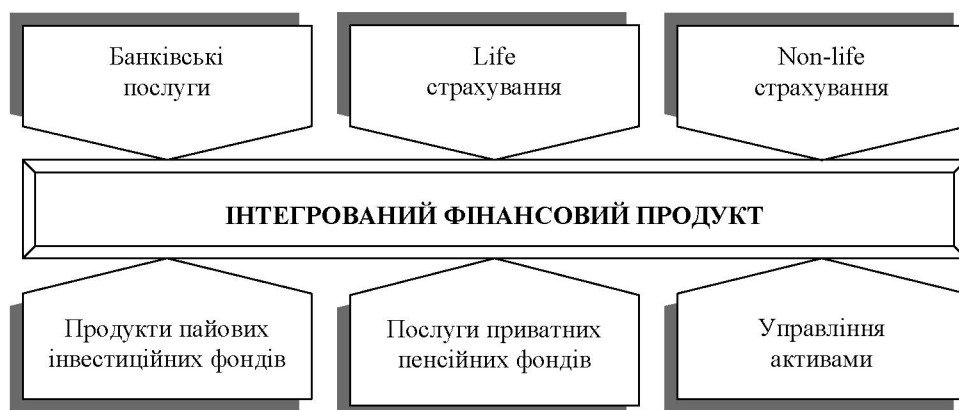 Банківські
послуги
Life
страхування
Non-life
страхування
ІНТЕГРОВАНИЙ ФІНАНСОВИЙ ПРОДУКТ
Продукти пайових
інвестиційних фондів
Послуги приватних
пенсійних фондів
Управління
активами